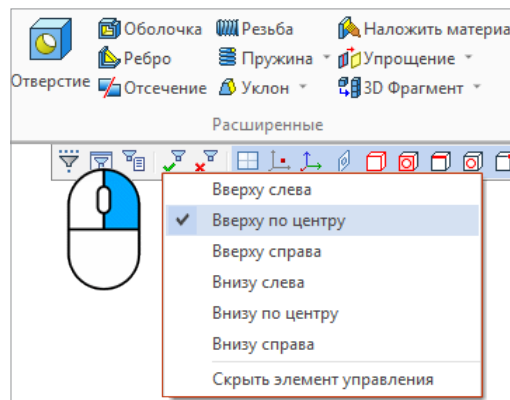 Оболочка Резьба Наложить материа
Ребро Пружина Упрощение
Отверстие Отсечение Уклон 3D Фрагмент
Расширенные
Вверху слева
Вверху по центру
Вверху справа
Внизу слева
Внизу по центру
Внизу справа
Скрыть элемент управления